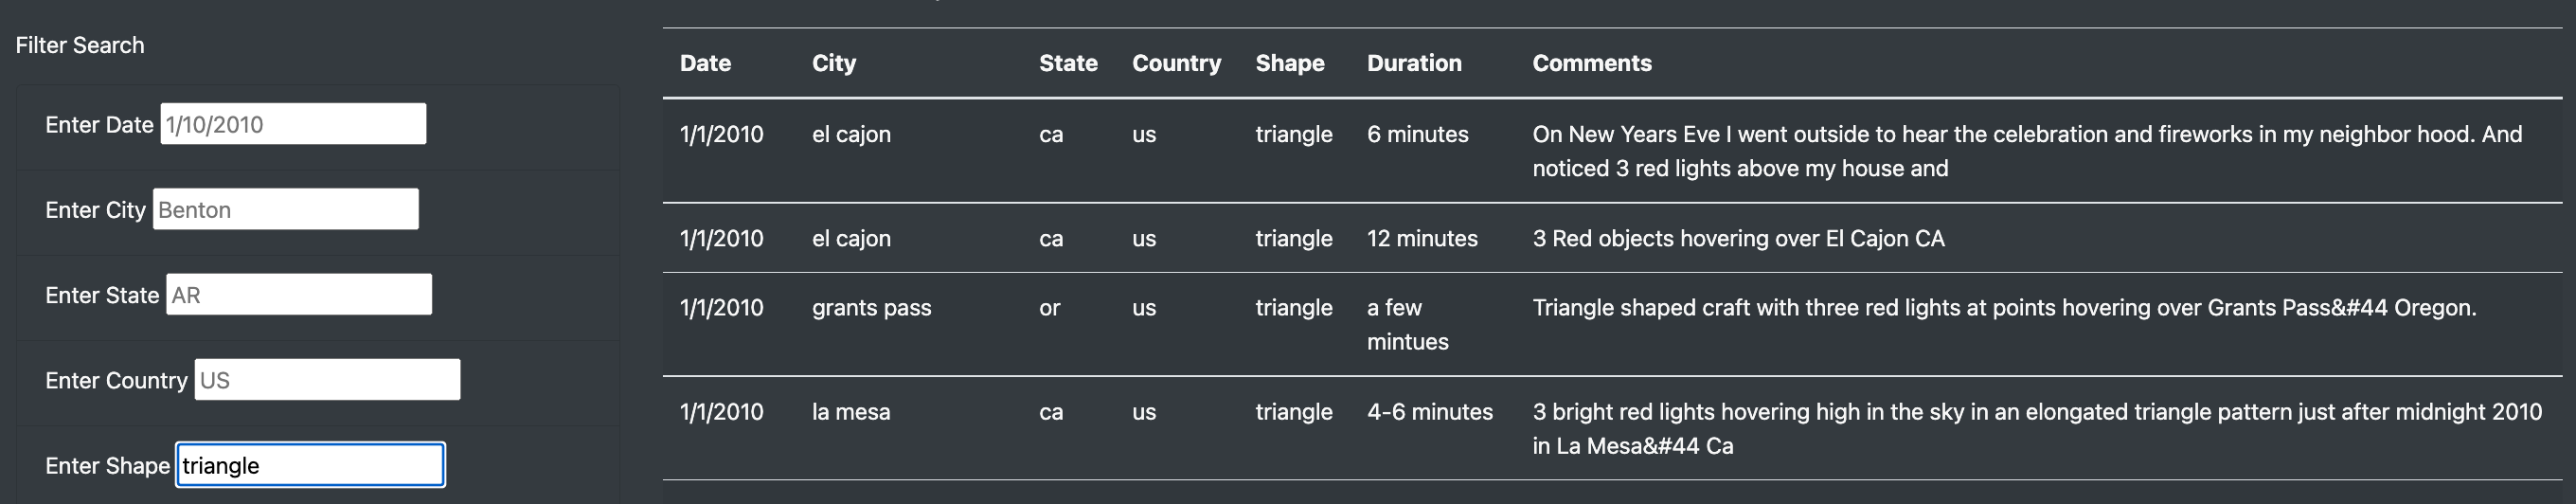 Filter Search
Enter Date 1/10/2010
Enter City Benton
Enter State AR
Enter Country US
Enter Shape triangle
Date City State Country Shape Duration Comments
1/1/2010 el cajon ca us triangle 6 minutes On New Years Eve I went outside to hear the celebration and fireworks in my neighbor hood. And
noticed 3 red lights above my house and
1/1/2010 el cajon ca us triangle 12 minutes 3 Red objects hovering over El Cajon CA
1/1/2010 grants pass or us triangle a few Triangle shaped craft with three red lights at points hovering over Grants Pass&#44 Oregon.
mintues
1/1/2010 la mesa ca us triangle 4-6 minutes 3 bright red lights hovering high in the sky in an elongated triangle pattern just after midnight 2010
in La Mesa&#44 Ca